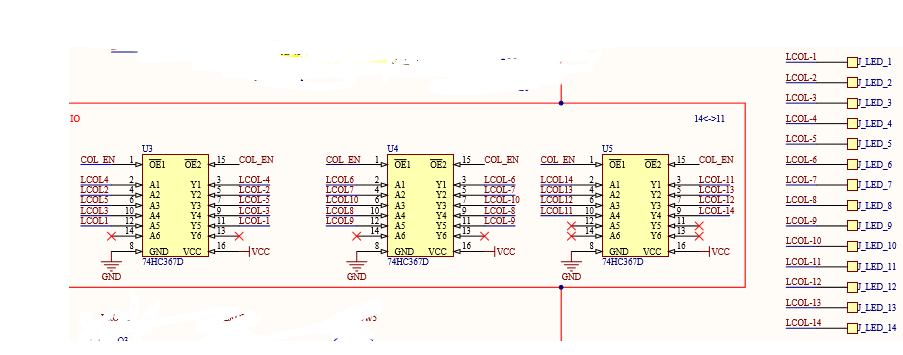 LCOL-1 J_LED_1
LCOL-2 J_LED_2
LCOL-3 J_LED_3
LCOL-4 J_LED_4
LCOL-5 J_LED_5
LCOL-6 J_LED_6
LCOL-7 J_LED_7
LCOL-8 J_LED_8
LCOL-9 J_LED_9
LCOL-10 J_LED_10
LCOL-11 J_LED_11
LCOL-12 J_LED_12
LCOL-13 J_LED_13
LCOL-14 J_LED_14
IO 14<->11
U3
COL_EN 1 OE1 OE2 15 COL_EN
LCOL4 2 A1 Y1 3 LCOL-4
LCOL2 4 A2 Y2 5 LCOL-2
LCOL5 6 A3 Y3 7 LCOL-5
LCOL3 10 A4 Y4 9 LCOL-3
LCOL1 12 A5 Y5 11 LCOL-1
14 A6 Y6 13
8 GND VCC 16 VCC
GND 74HC367D
U4
COL_EN 1 OE1 OE2 15 COL_EN
LCOL6 2 A1 Y1 3 LCOL-6
LCOL7 4 A2 Y2 5 LCOL-7
LCOL10 6 A3 Y3 7 LCOL-10
LCOL8 10 A4 Y4 9 LCOL-8
LCOL9 12 A5 Y5 11 LCOL-9
14 A6 Y6 13
8 GND VCC 16 VCC
GND 74HC367D
U5
COL_EN 1 OE1 OE2 15 COL_EN
LCOL14 2 A1 Y1 3 LCOL-11
LCOL13 4 A2 Y2 5 LCOL-13
LCOL12 6 A3 Y3 7 LCOL-12
LCOL11 10 A4 Y4 9 LCOL-14
12 A5 Y5 11
14 A6 Y6 13
8 GND VCC 16 VCC
GND 74HC367D